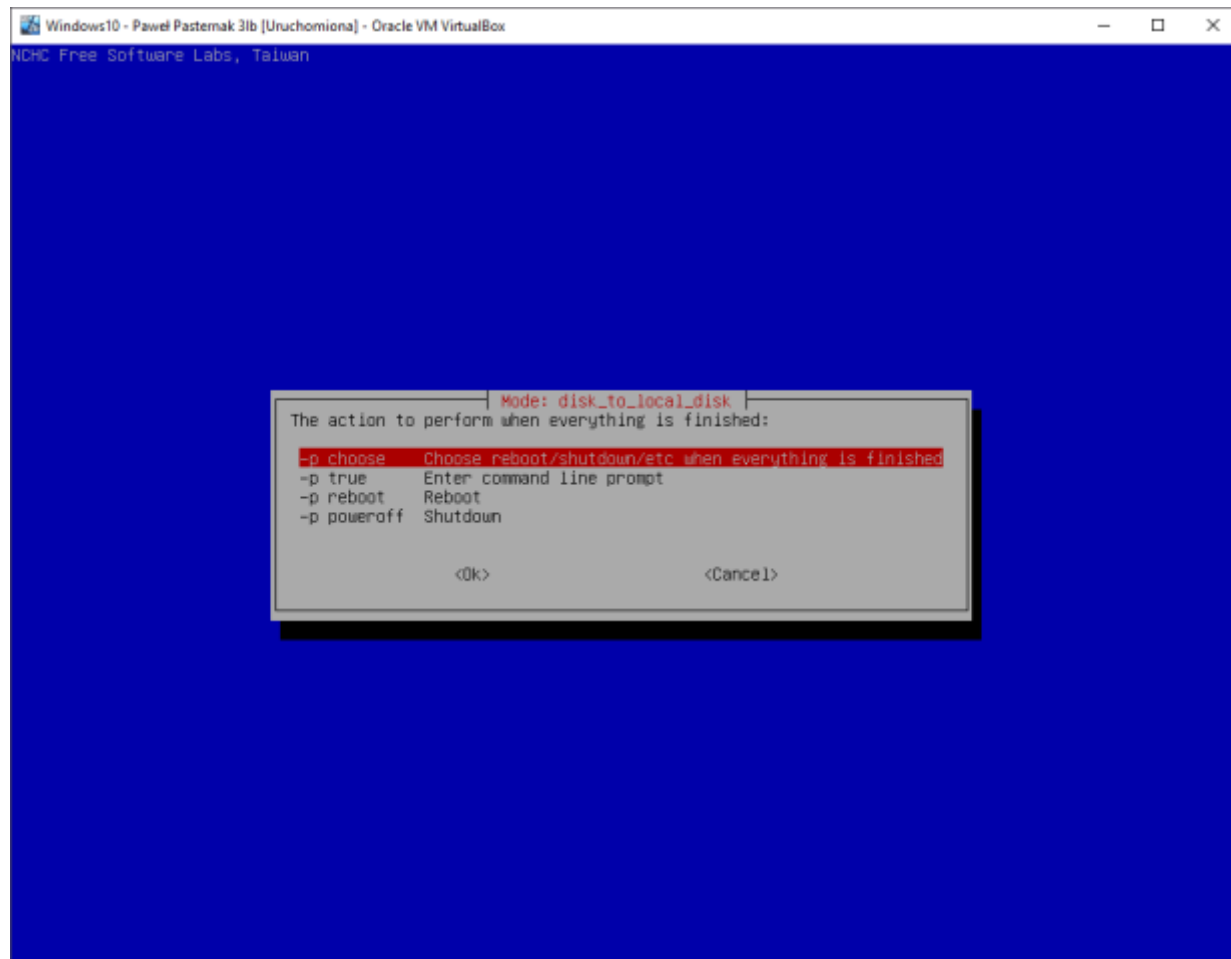 Windows10 - Paweł Pasternak 3lb [Uruchomiona] - Oracle VM VirtualBox
NCHC Free Software Labs, Taiwan
Mode: disk_to_local_disk
The action to perform when everything is finished:
-p choose Choose reboot/shutdown/etc when everything is finished
-p true Enter command line prompt
-p reboot Reboot
-p poweroff Shutdown
<Ok> <Cancel>